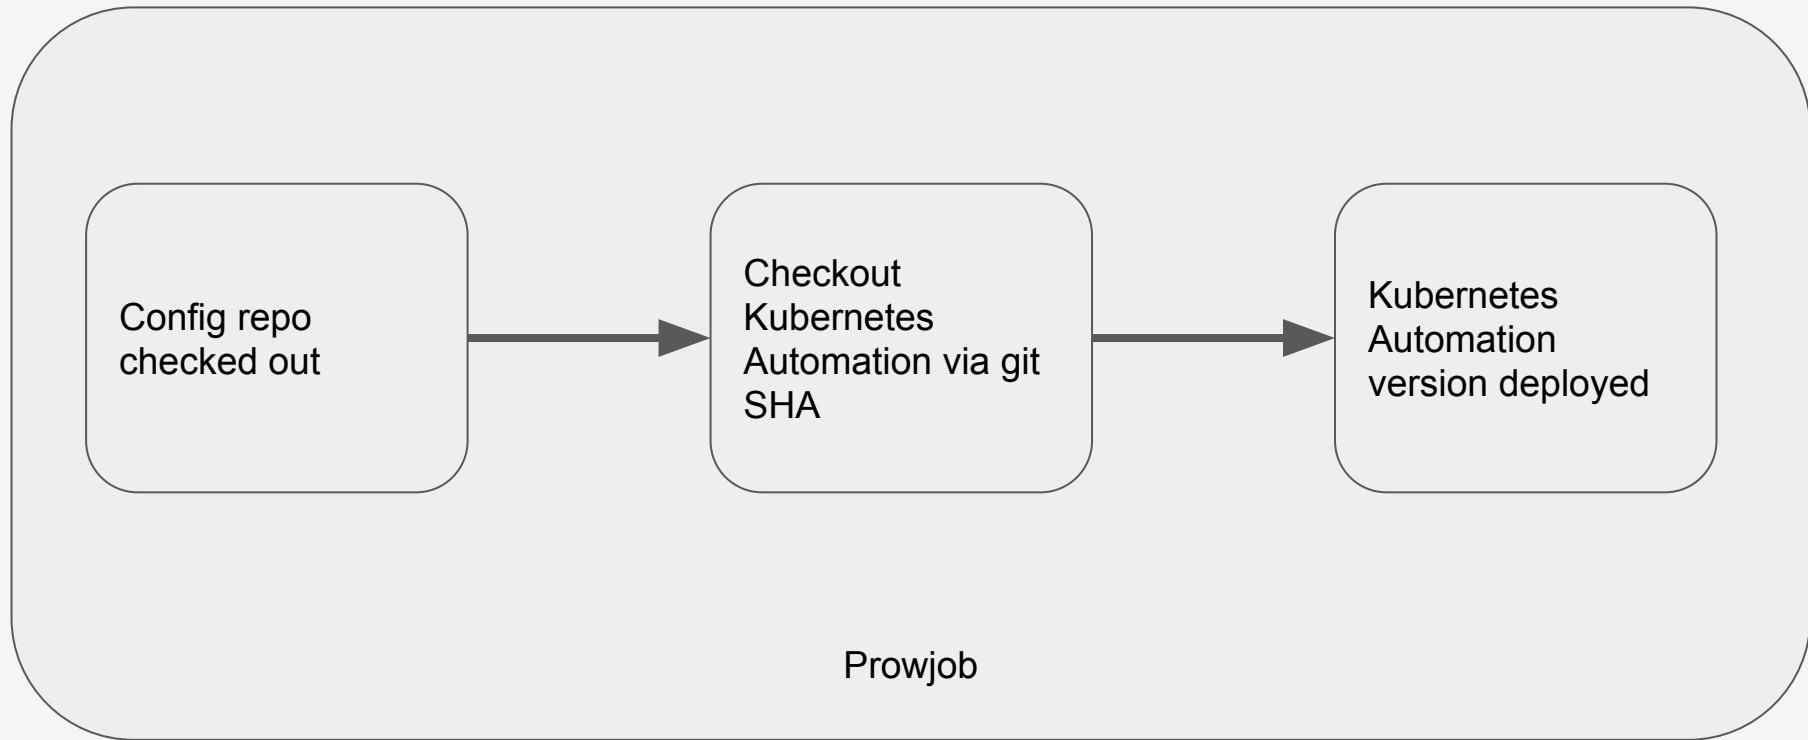 Config repo
checked out
Checkout
Kubernetes
Automation via git
SHA
Kubernetes
Automation
version deployed
Prowjob